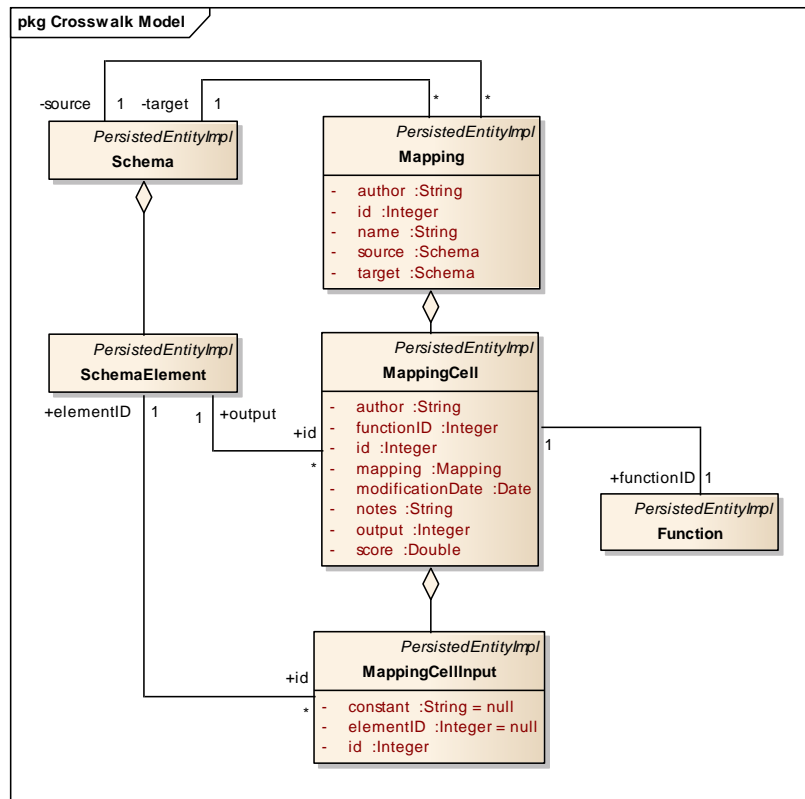 pkg Crosswalk Model
-source
1
-target
1
*
*
PersistedEntityImpl
Schema
PersistedEntityImpl
Mapping
- author :String
- id :Integer
- name :String
- source :Schema
- target :Schema
PersistedEntityImpl
SchemaElement
PersistedEntityImpl
MappingCell
- author :String
- functionID :Integer
- id :Integer
- mapping :Mapping
- modificationDate :Date
- notes :String
- output :Integer
- score :Double
+elementID
1
1
+output
+id
*
1
+functionID
1
PersistedEntityImpl
Function
PersistedEntityImpl
MappingCellInput
- constant :String = null
- elementID :Integer = null
- id :Integer
+id
*